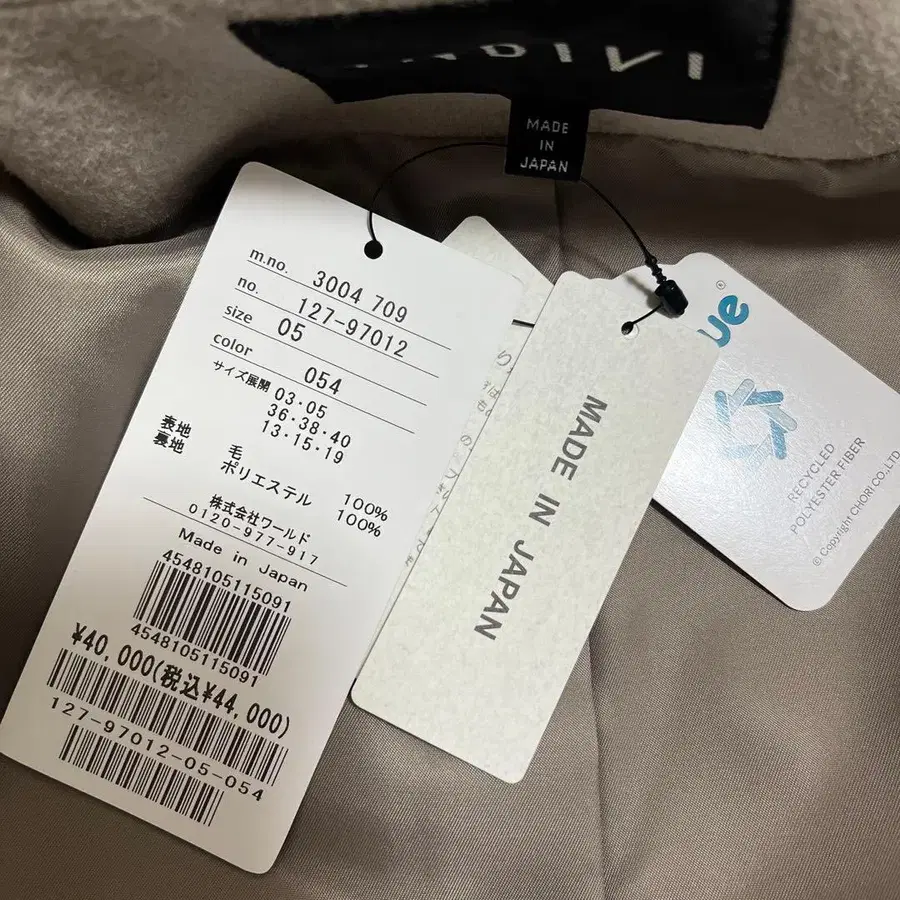 MADE
IN
JAPAN
m.no. 3004 709
no. 127-97012
size 05
color 054
サイズ展開 03・05
36・38・40
13・15・19
表地 毛 100%
裏地 ポリエステル 100%
株式会社ワールド
0120-977-917
Made in Japan
4548105115091
4548105115091
¥40,000(税込¥44,000)
127-97012-05-054
MADE IN JAPAN
ue®
RECYCLED
POLYESTER FIBER
© Copyright CHORI CO.,LTD